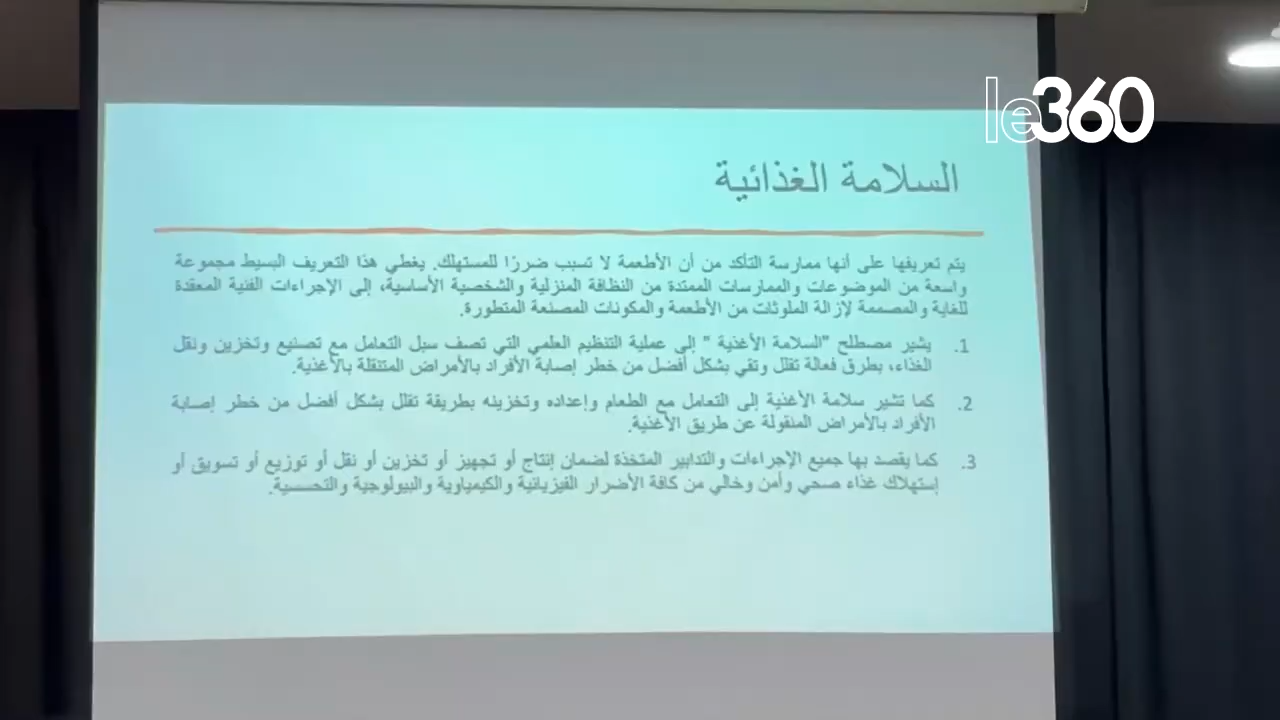 le360
السلامة الغذائية
يتم تعريفها على أنها ممارسة التأكد من أن الأطعمة لا تسبب ضررًا للمستهلك. يغطي هذا التعريف البسيط مجموعة
واسعة من الموضوعات والممارسات الممتدة من النظافة المنزلية والشخصية الأساسية، إلى الإجراءات الفنية المعقدة
للغاية والمصممة لإزالة الملوثات من الأطعمة والمكونات المصنعة المتطورة.
1. يشير مصطلح "السلامة الأغذية " إلى عملية التنظيم العلمي التي تصف سبل التعامل مع تصنيع وتخزين ونقل
الغذاء، بطرق فعالة تقلل وتقي بشكل أفضل من خطر إصابة الأفراد بالأمراض المتنقلة بالأغذية.
2. كما تشير سلامة الأغذية إلى التعامل مع الطعام وإعداده وتخزينه بطريقة تقلل بشكل أفضل من خطر إصابة
الأفراد بالأمراض المنقولة عن طريق الأغذية.
3. كما يقصد بها جميع الإجراءات والتدابير المتخذة لضمان إنتاج أو تجهيز أو تخزين أو نقل أو توزيع أو تسويق أو
إستهلاك غذاء صحي وأمن وخالي من كافة الأضرار الفيزيائية والكيمياوية والبيولوجية والتحسسية.